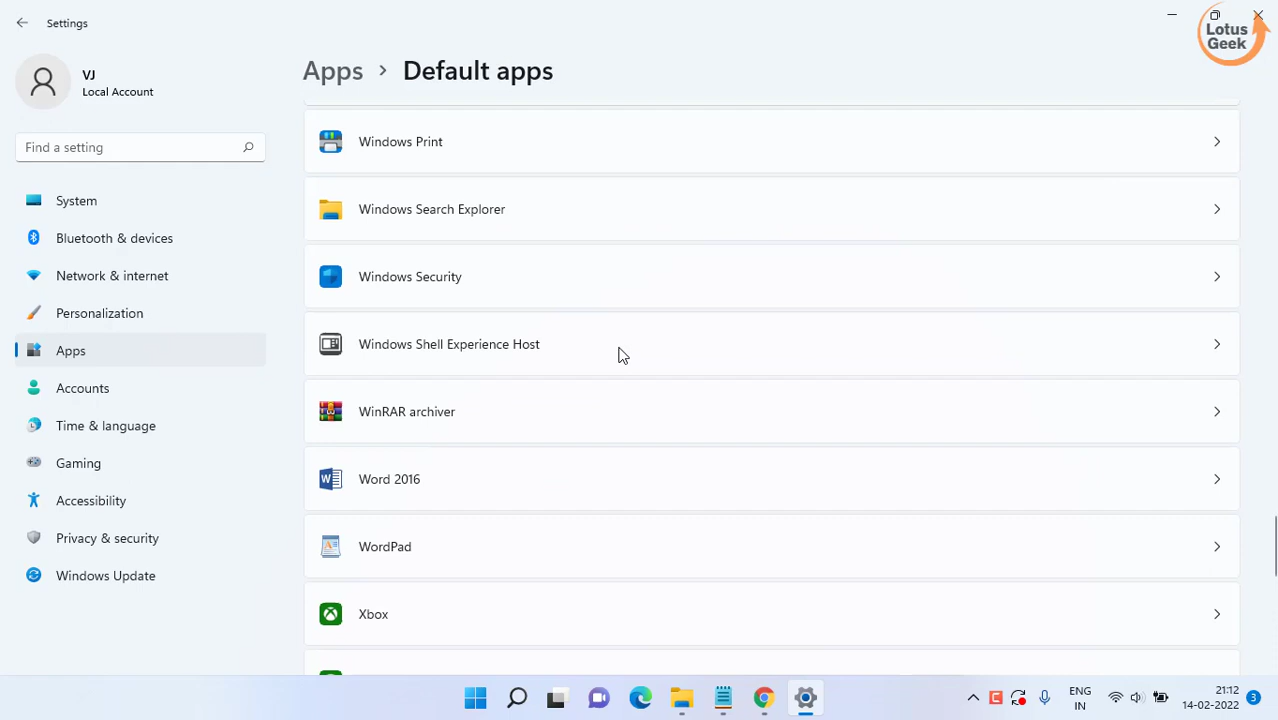 Settings
Lotus
Geek
VJ
Local Account
Find a setting
System
Bluetooth & devices
Network & internet
Personalization
Apps
Accounts
Time & language
Gaming
Accessibility
Privacy & security
Windows Update
Apps > Default apps
Windows Print
Windows Search Explorer
Windows Security
Windows Shell Experience Host
WinRAR archiver
Word 2016
WordPad
Xbox
ENG
IN
21:12
14-02-2022
3